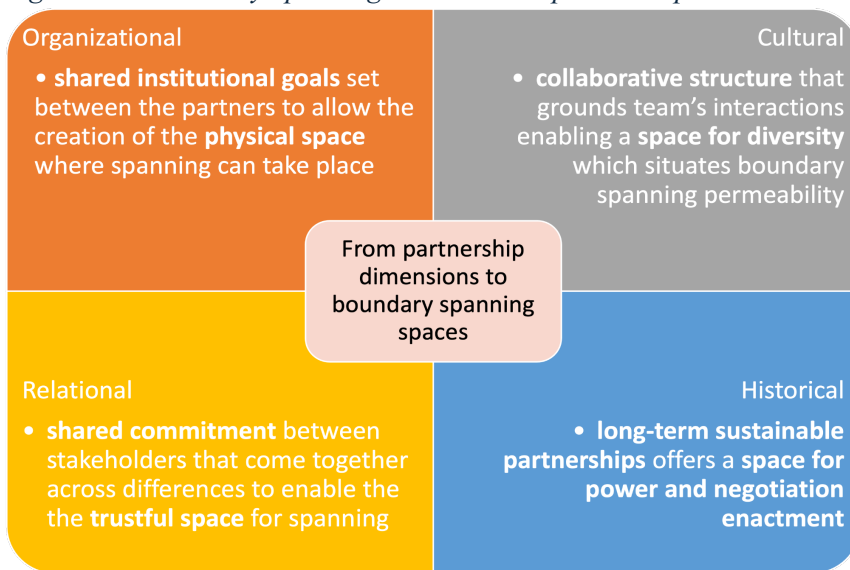 Organizational
• shared institutional goals set
between the partners to allow the
creation of the physical space
where spanning can take place
Cultural
• collaborative structure that
grounds team's interactions
enabling a space for diversity
which situates boundary
spanning permeability
From partnership
dimensions to
boundary spanning
spaces
Relational
• shared commitment between
stakeholders that come together
across differences to enable the
the trustful space for spanning
Historical
• long-term sustainable
partnerships offers a space for
power and negotiation
enactment